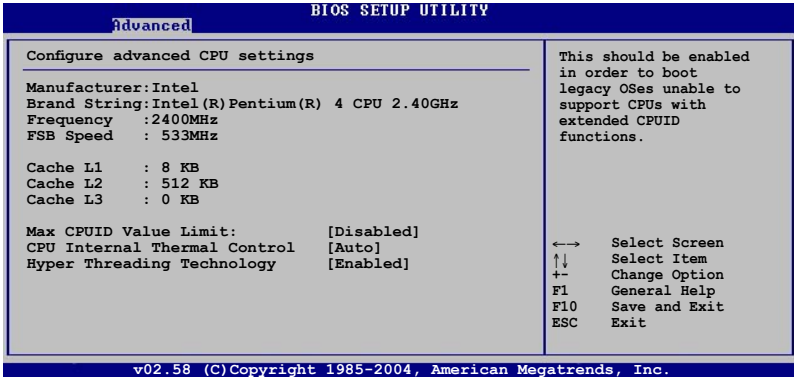 BIOS SETUP UTILITY
Advanced
Configure advanced CPU settings
Manufacturer:Intel
Brand String:Intel(R)Pentium(R) 4 CPU 2.40GHz
Frequency :2400MHz
FSB Speed : 533MHz
Cache L1 : 8 KB
Cache L2 : 512 KB
Cache L3 : 0 KB
Max CPUID Value Limit: [Disabled]
CPU Internal Thermal Control [Auto]
Hyper Threading Technology [Enabled]
This should be enabled
in order to boot
legacy OSes unable to
support CPUs with
extended CPUID
functions.
←→ Select Screen
↑↓ Select Item
+- Change Option
F1 General Help
F10 Save and Exit
ESC Exit
v02.58 (C)Copyright 1985-2004, American Megatrends, Inc.